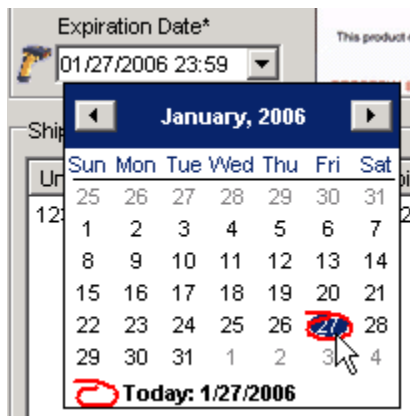 Expiration Date*
This product
01/27/2006 23:59
January, 2006
Sun Mon Tue Wed Thu Fri Sat
25 26 27 28 29 30 31
1 2 3 4 5 6 7
8 9 10 11 12 13 14
15 16 17 18 19 20 21
22 23 24 25 26 27 28
29 30 31 1 2 3 4
Today: 1/27/2006